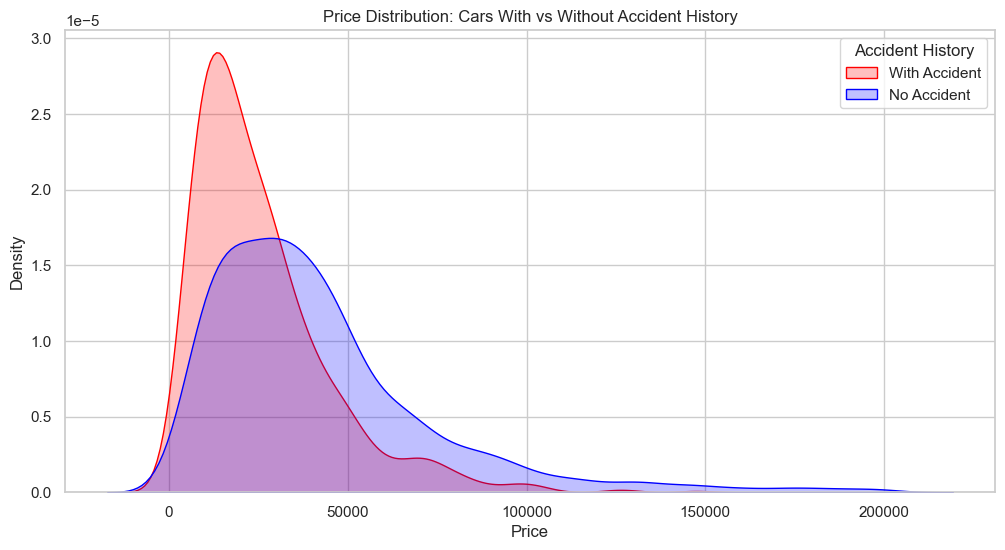 Price Distribution: Cars With vs Without Accident History
1e−5
3.0
2.5
2.0
1.5
1.0
0.5
0.0
Density
Accident History
With Accident
No Accident
0 50000 100000 150000 200000
Price